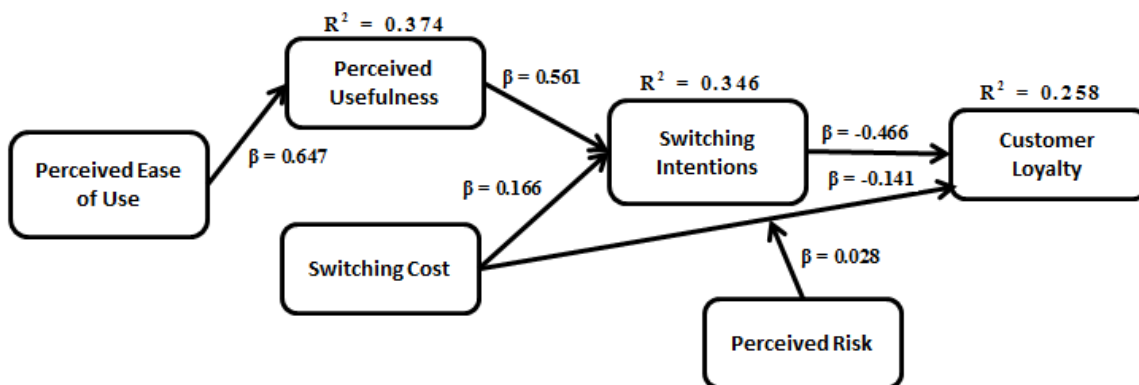 R² = 0.374
Perceived
Usefulness
β = 0.561
R² = 0.346
R² = 0.258
Switching
Intentions
β = -0.466
Customer
Loyalty
Perceived Ease
of Use
β = 0.647
β = 0.166
β = -0.141
Switching Cost
β = 0.028
Perceived Risk